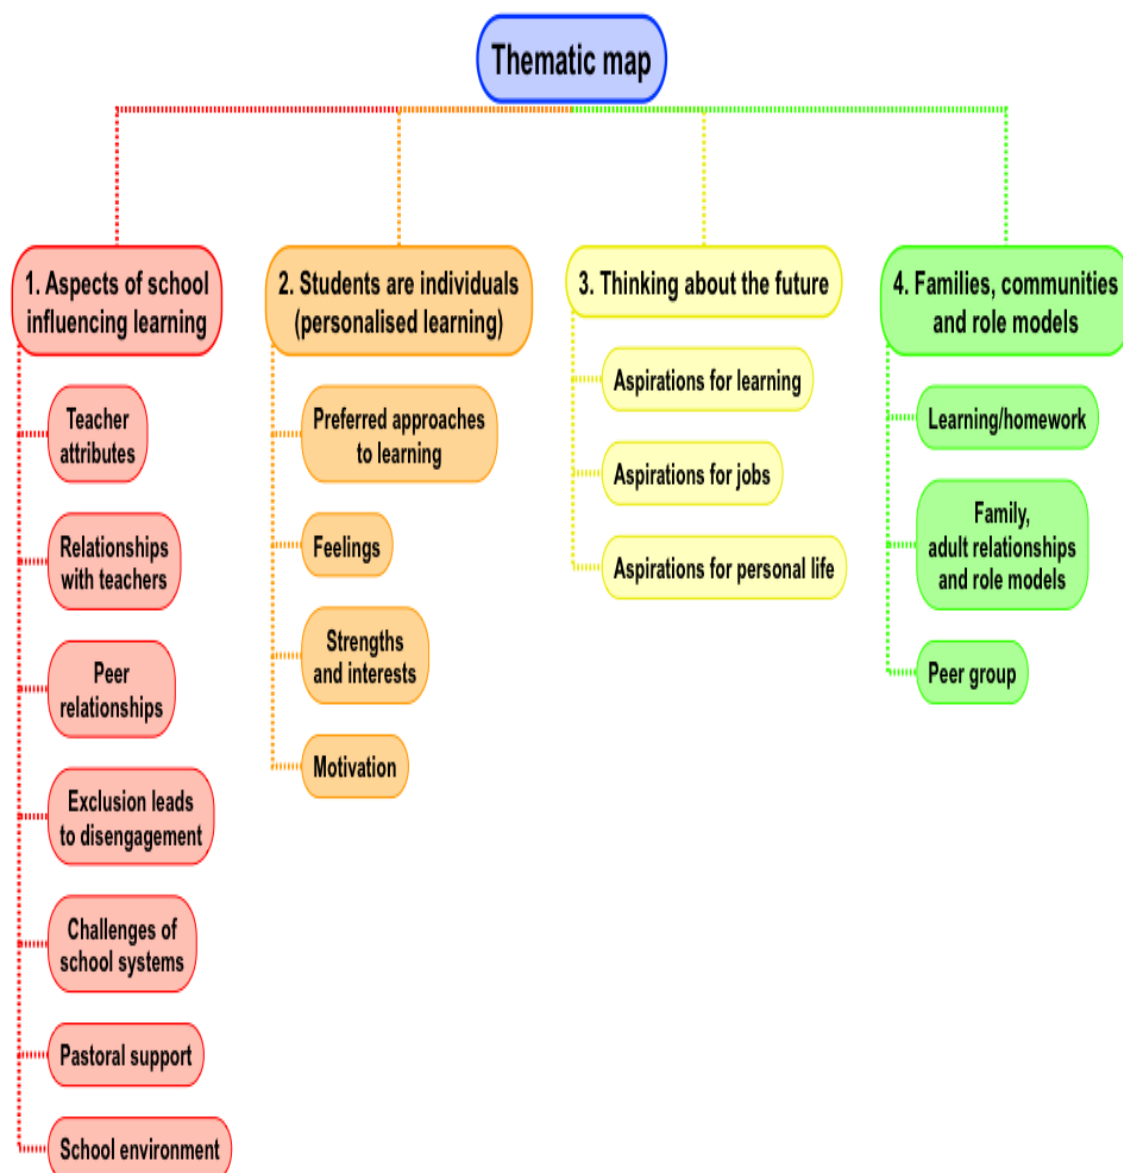 Thematic map
1. Aspects of school
influencing learning
Teacher
attributes
Relationships
with teachers
Peer
relationships
Exclusion leads
to disengagement
Challenges of
school systems
Pastoral support
School environment
2. Students are individuals
(personalised learning)
Preferred approaches
to learning
Feelings
Strengths
and interests
Motivation
3. Thinking about the future
Aspirations for learning
Aspirations for jobs
Aspirations for personal life
4. Families, communities
and role models
Learning/homework
Family,
adult relationships
and role models
Peer group